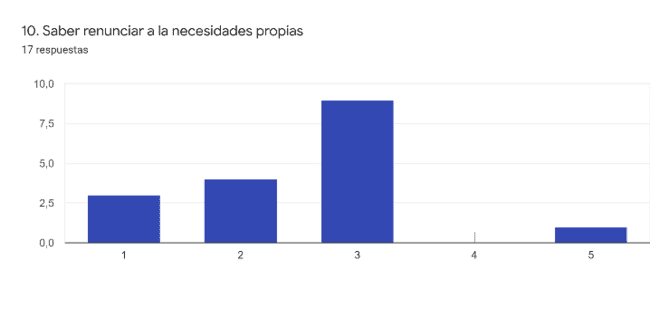 10. Saber renunciar a la necesidades propias
17 respuestas
10,0
7,5
5,0
2,5
0,0
1 2 3 4 5